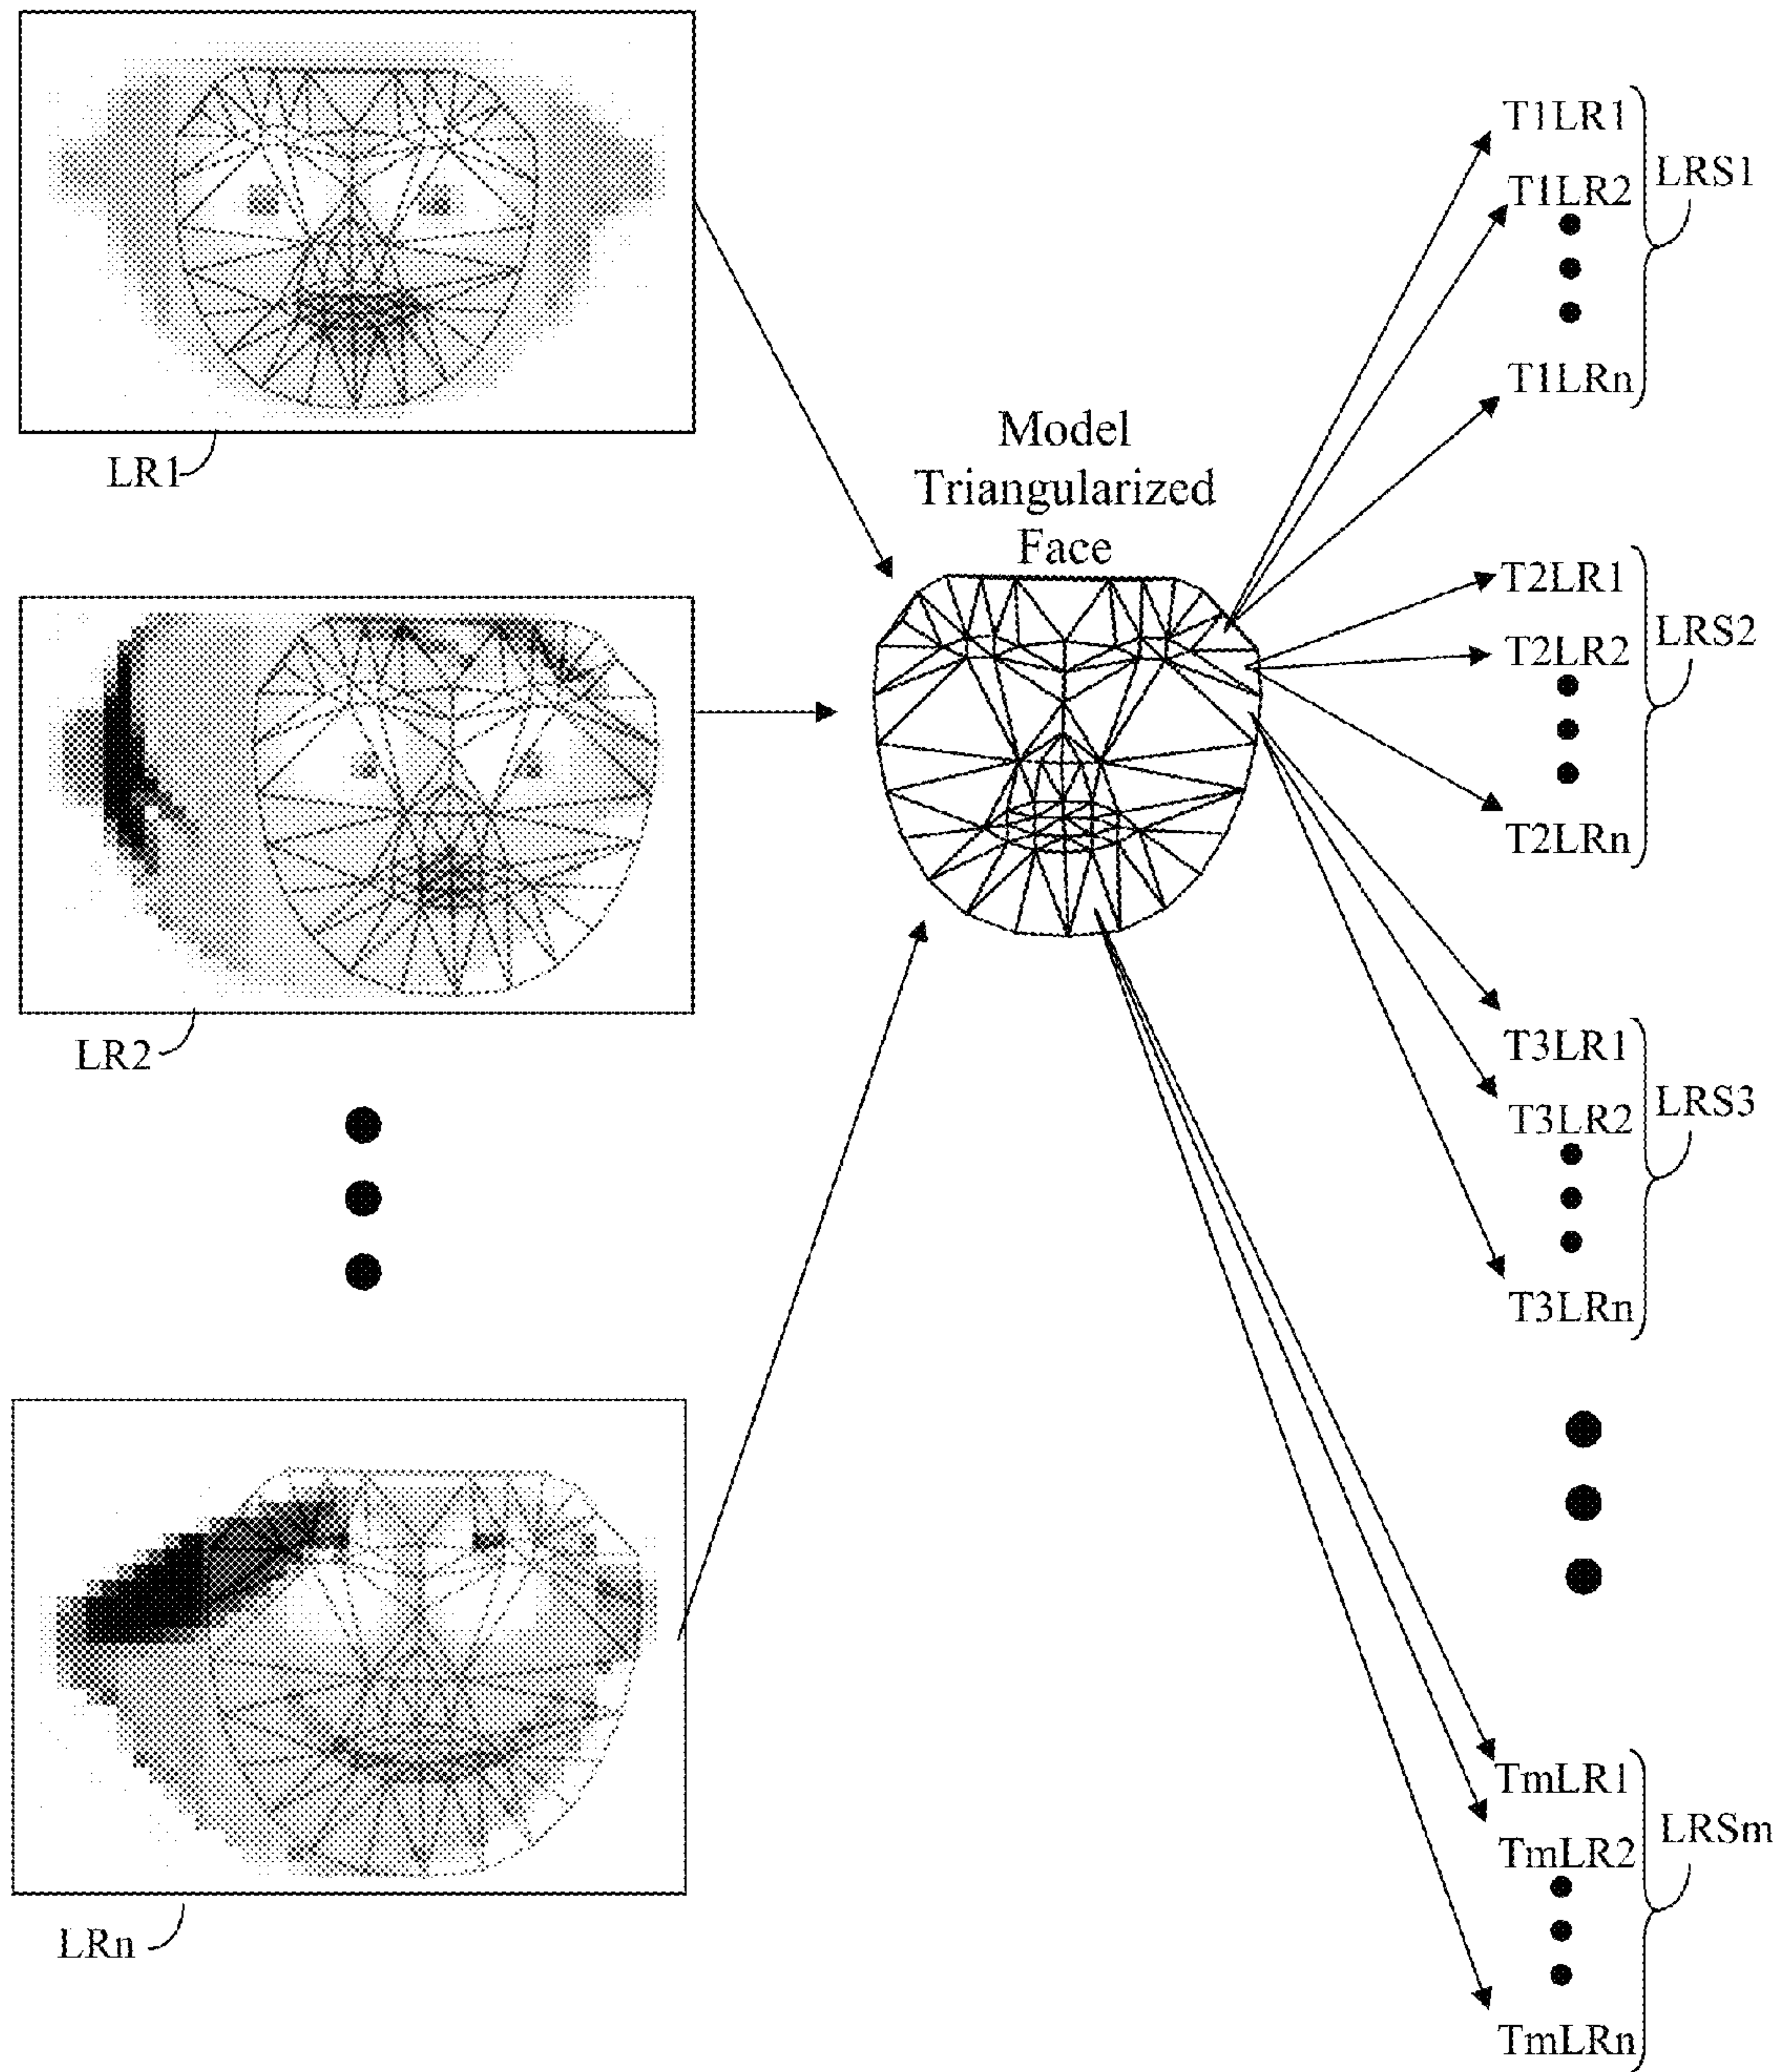 LR1
LR2
LRn
Model
Triangularized
Face
T1LR1
T1LR2
T1LRn
LRS1
T2LR1
T2LR2
T2LRn
LRS2
T3LR1
T3LR2
T3LRn
LRS3
TmLR1
TmLR2
TmLRn
LRSm